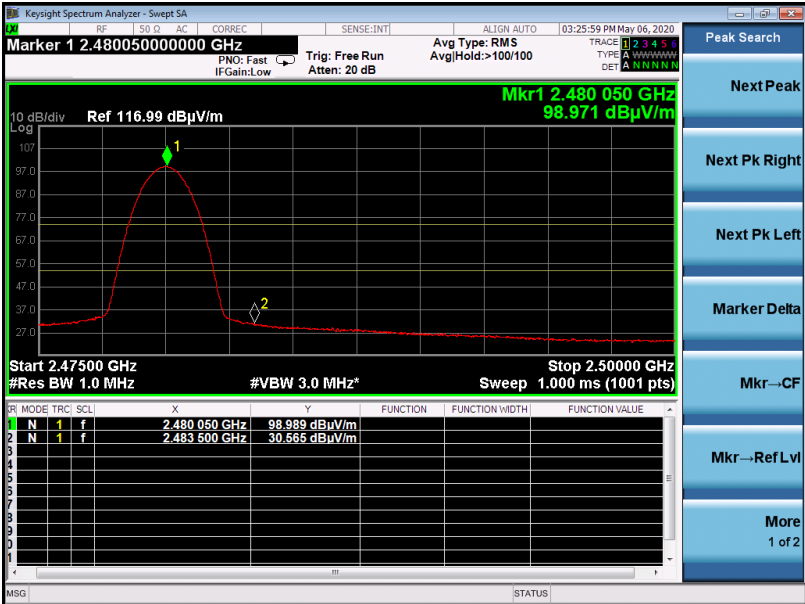 Keysight Spectrum Analyzer - Swept SA
LXI RF 50 Ω AC CORREC SENSE:INT ALIGN AUTO 03:25:59 PM May 06, 2020
Marker 1 2.480050000000 GHz
PNO: Fast
IFGain:Low
Trig: Free Run
Atten: 20 dB
Avg Type: RMS
Avg|Hold:>100/100
TRACE 1 2 3 4 5 6
TYPE A WWWWW
DET A N N N N N
Mkr1 2.480 050 GHz
98.971 dBµV/m
10 dB/div Ref 116.99 dBµV/m
Log
107
97.0
87.0
77.0
67.0
57.0
47.0
37.0
27.0
1
2
Start 2.47500 GHz Stop 2.50000 GHz
#Res BW 1.0 MHz #VBW 3.0 MHz* Sweep 1.000 ms (1001 pts)
MODE TRC SCL X Y FUNCTION FUNCTION WIDTH FUNCTION VALUE
1 N 1 f 2.480 050 GHz 98.989 dBµV/m
2 N 1 f 2.483 500 GHz 30.565 dBµV/m
3
4
5
6
7
8
9
MSG STATUS
Peak Search
Next Peak
Next Pk Right
Next Pk Left
Marker Delta
Mkr→CF
Mkr→Ref Lvl
More
1 of 2